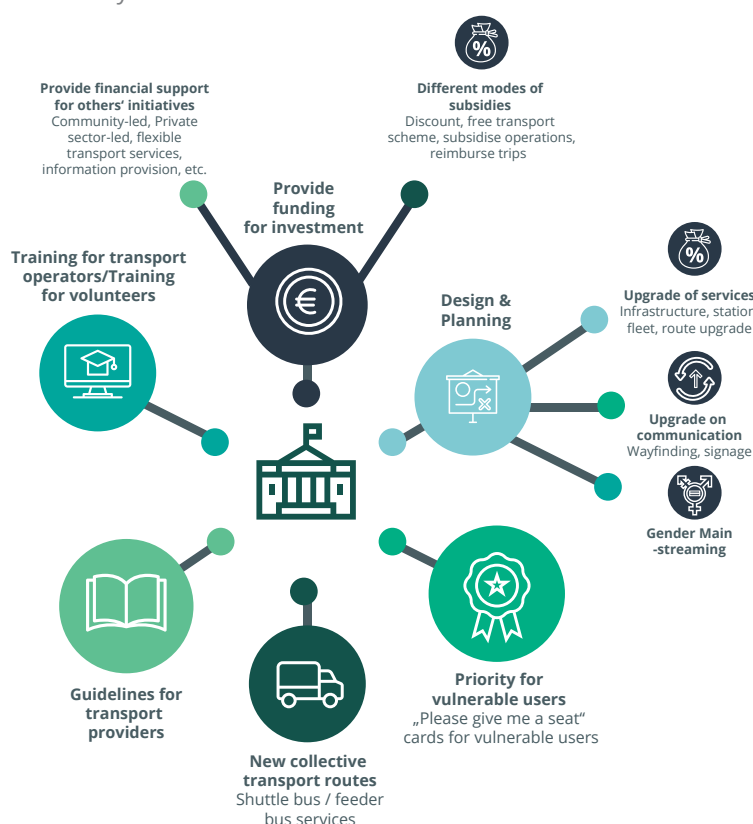 %
Provide financial support
for others‘ initiatives
Community-led, Private
sector-led, flexible
transport services,
information provision, etc.
Different modes of
subsidies
Discount, free transport
scheme, subsidise operations,
reimburse trips
Provide
funding
for investment
€
Training for transport
operators/Training
for volunteers
Design &
Planning
%
Upgrade of services
Infrastructure, station
fleet, route upgrade
Upgrade on
communication
Wayfinding, signage
Gender Main
-streaming
Guidelines for
transport
providers
New collective
transport routes
Shuttle bus / feeder
bus services
Priority for
vulnerable users
„Please give me a seat“
cards for vulnerable users